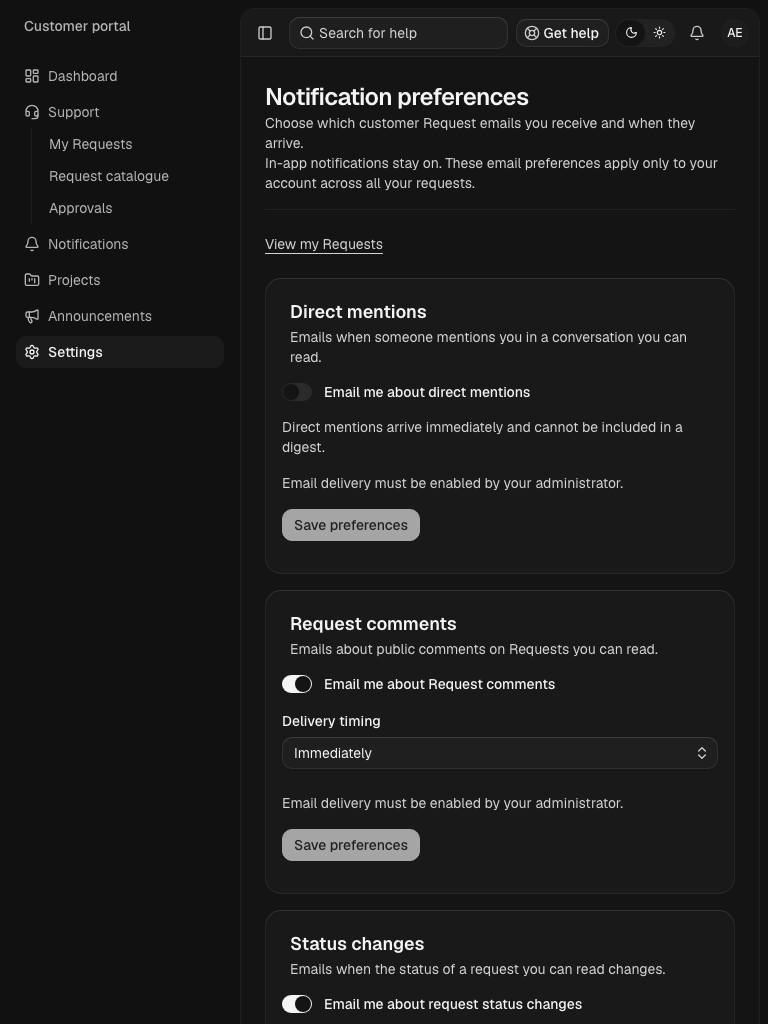 Customer portal
Dashboard
Support
My Requests
Request catalogue
Approvals
Notifications
Projects
Announcements
Settings
Search for help
Get help
AE
Notification preferences
Choose which customer Request emails you receive and when they
arrive.
In-app notifications stay on. These email preferences apply only to your
account across all your requests.
View my Requests
Direct mentions
Emails when someone mentions you in a conversation you can
read.
Email me about direct mentions
Direct mentions arrive immediately and cannot be included in a
digest.
Email delivery must be enabled by your administrator.
Save preferences
Request comments
Emails about public comments on Requests you can read.
Email me about Request comments
Delivery timing
Immediately
Email delivery must be enabled by your administrator.
Save preferences
Status changes
Emails when the status of a request you can read changes.
Email me about request status changes